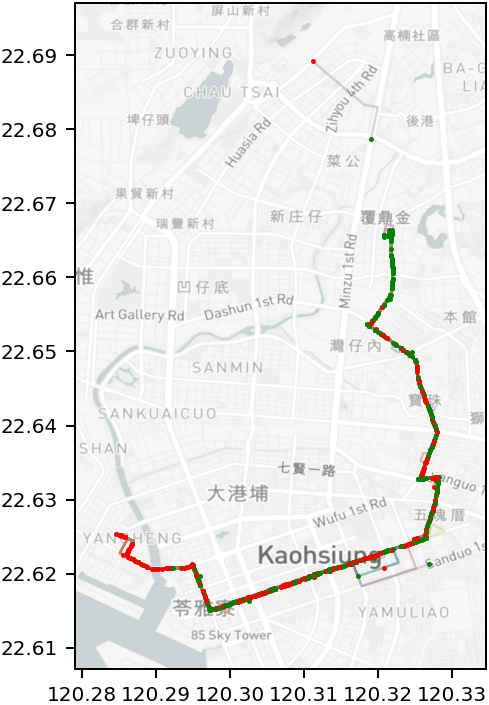 屏山新村
合群新村
合群新村
高楠社區
22.69
ZUOYING
BA-G
LIA
CHAU TSAI
Zihyou 4th Rd
22.68
埤仔頭
後港
Huasia Rd
菜公
22.67
果貿新村
瑞豐新村
新庄仔
覆鼎金
22.66
惟
凹仔底
Minzu 1st Rd
Art Gallery Rd
Dashun 1st Rd
本館
22.65
灣仔內
SANMIN
22.64
SANKUAICUO
寶珠
獅
SHAN
七賢一路
22.63
大港埔
Wufu 1st Rd
YANCHENG
Kaohsiung
Sanduo 1s
22.62
苓雅寮
YAMULIAO
85 Sky Tower
22.61
120.28 120.29 120.30 120.31 120.32 120.33